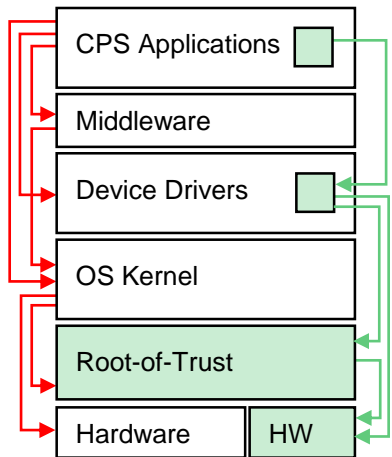 CPS Applications
Middleware
Device Drivers
OS Kernel
Root-of-Trust
Hardware HW